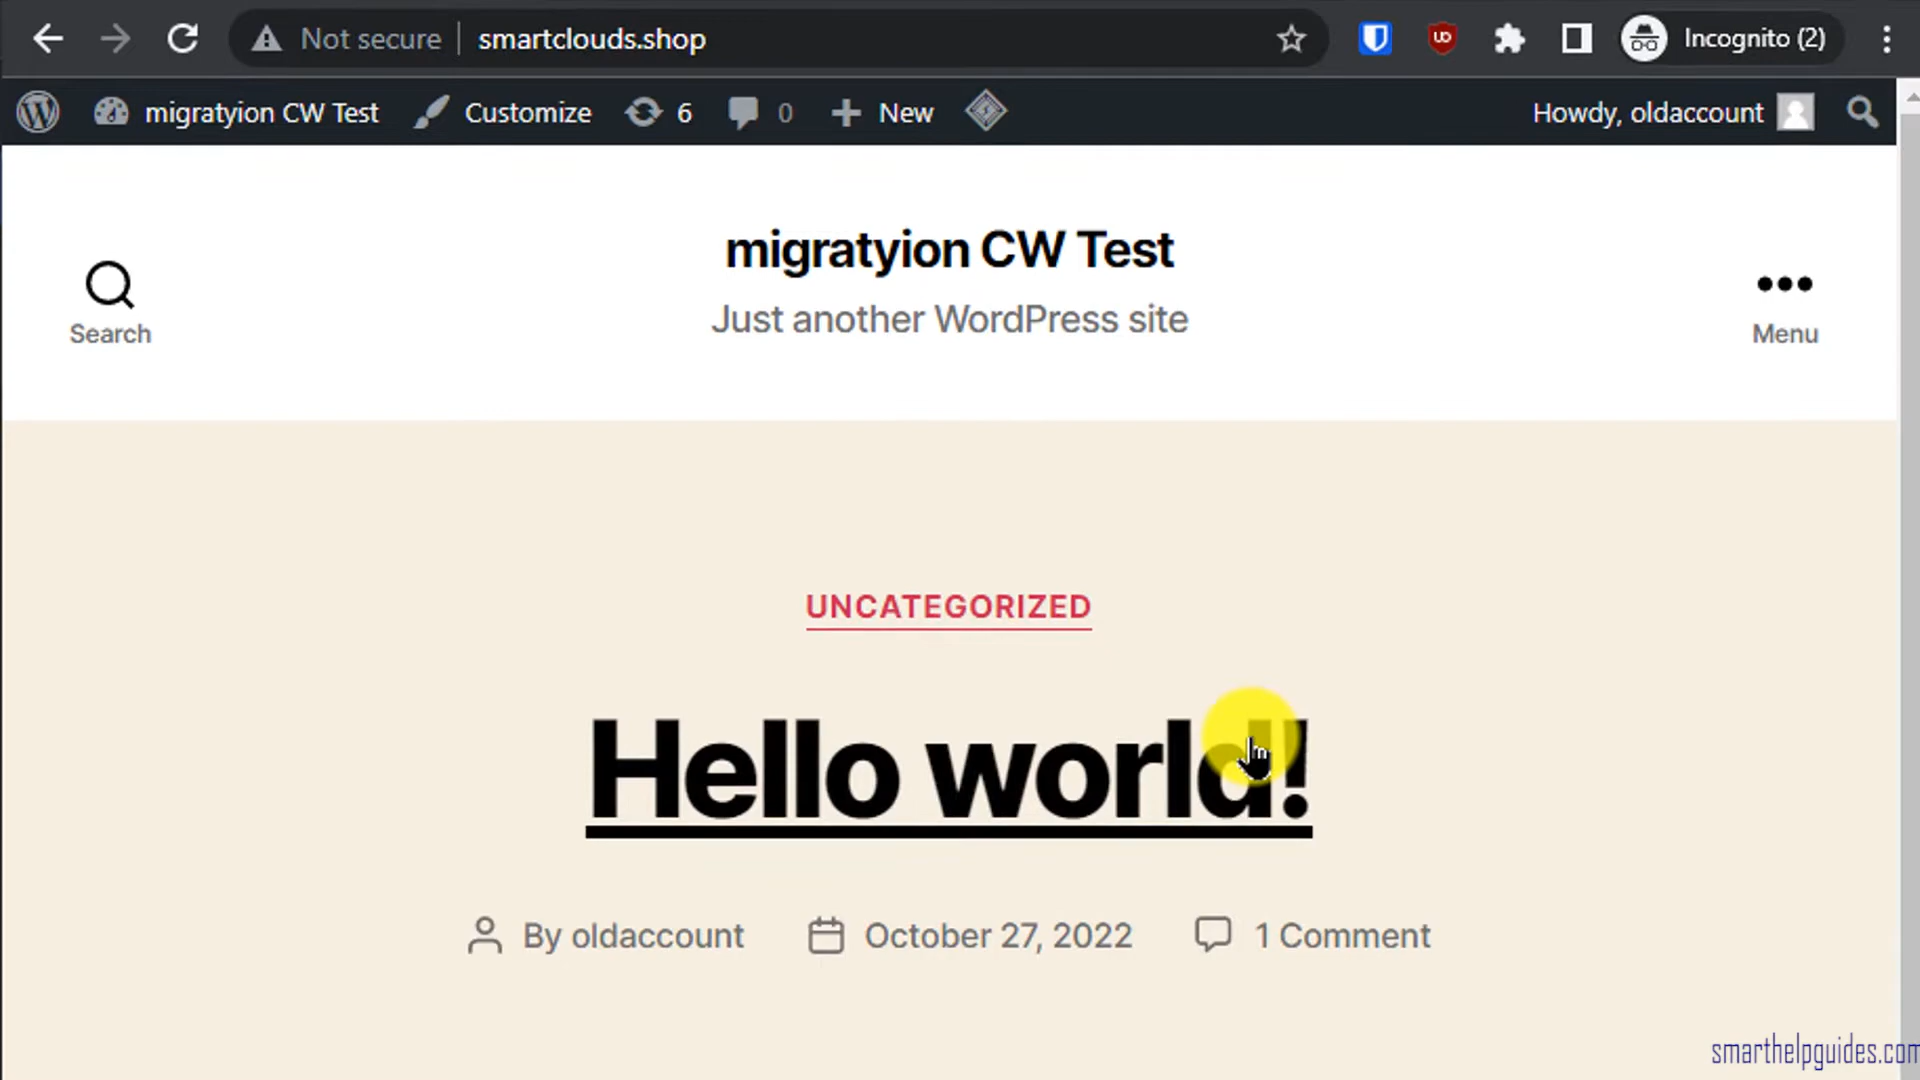 Not secure smartclouds.shop Incognito (2)
migratyion CW Test Customize 6 0 New Howdy, oldaccount
migratyion CW Test
Just another WordPress site
Search
Menu
UNCATEGORIZED
Hello world!
By oldaccount October 27, 2022 1 Comment
smarthelpguides.com